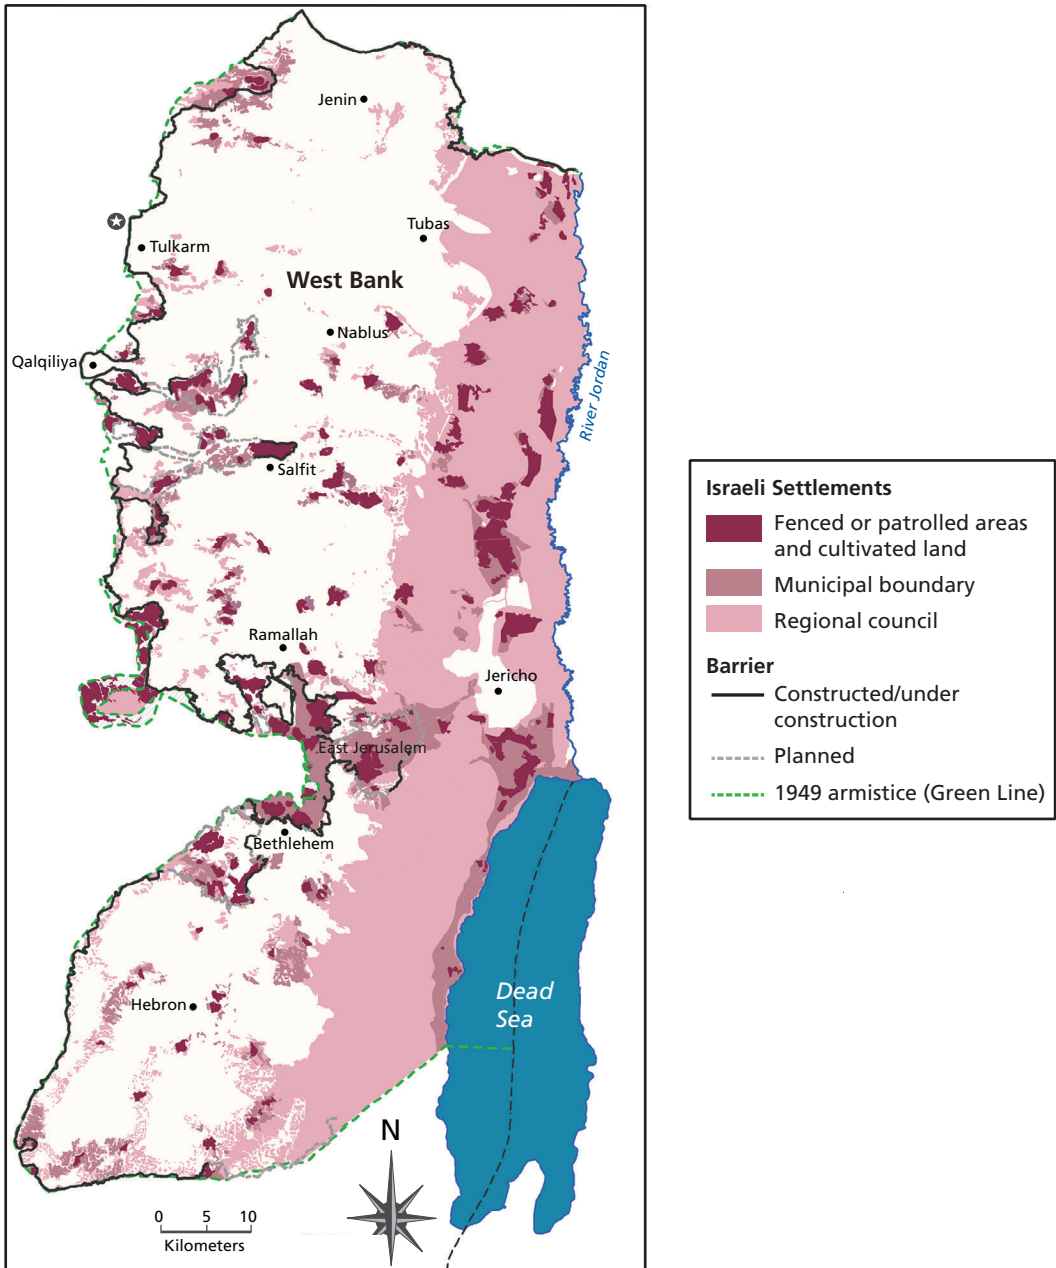 Jenin
Tubas
Tulkarm
West Bank
Nablus
Qalqiliya
River Jordan
Salfit
Ramallah
Jericho
East Jerusalem
Bethlehem
Dead
Sea
Hebron
N
0 5 10
Kilometers
Israeli Settlements
Fenced or patrolled areas
and cultivated land
Municipal boundary
Regional council
Barrier
Constructed/under
construction
Planned
1949 armistice (Green Line)